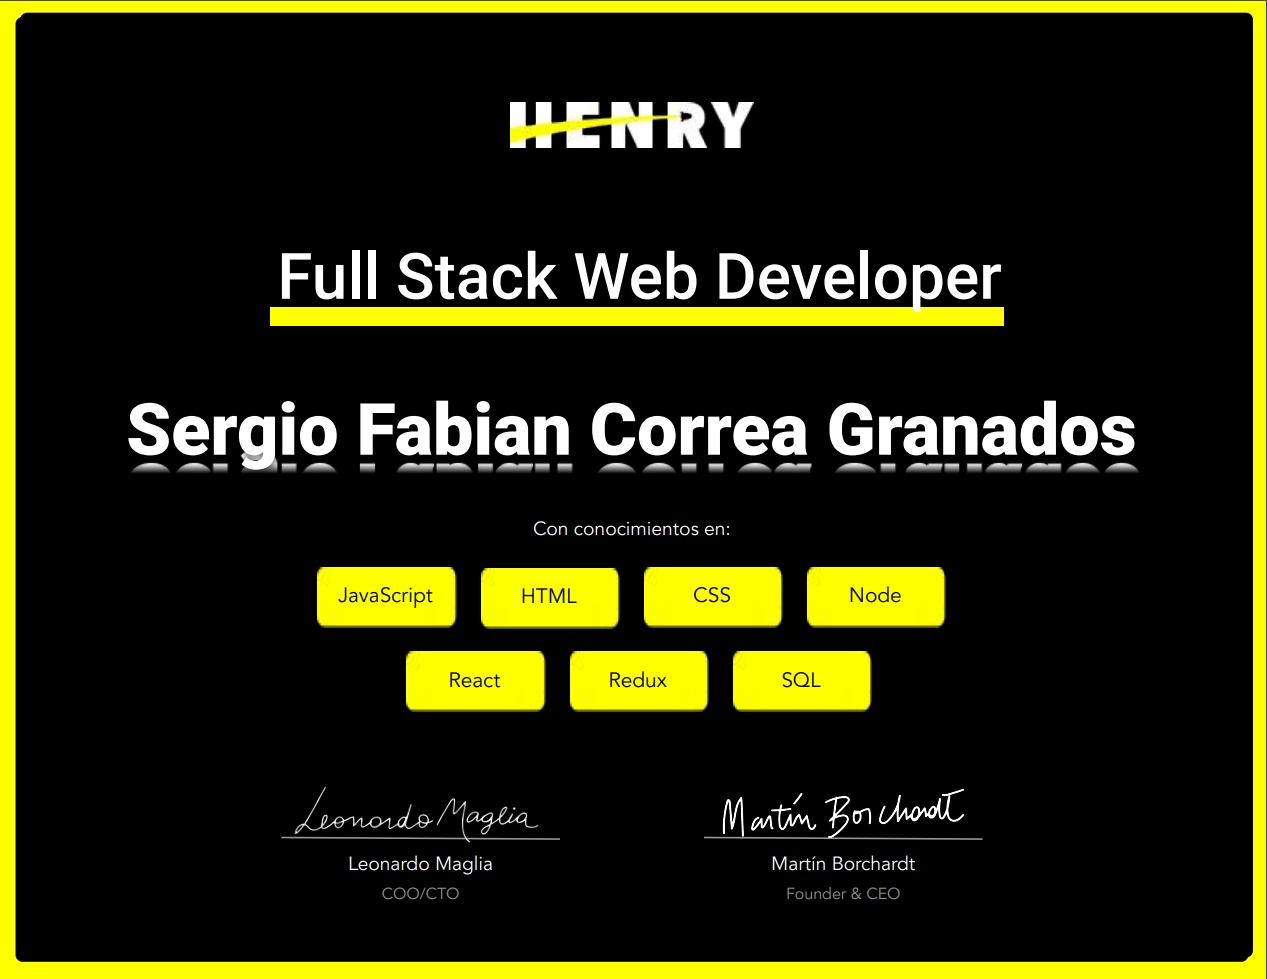 HENRY
Full Stack Web Developer
Sergio Fabian Correa Granados
Con conocimientos en:
JavaScript HTML CSS Node
React Redux SQL
Leonardo Maglia Martín Borchardt
Leonardo Maglia Martín Borchardt
COO/CTO Founder & CEO